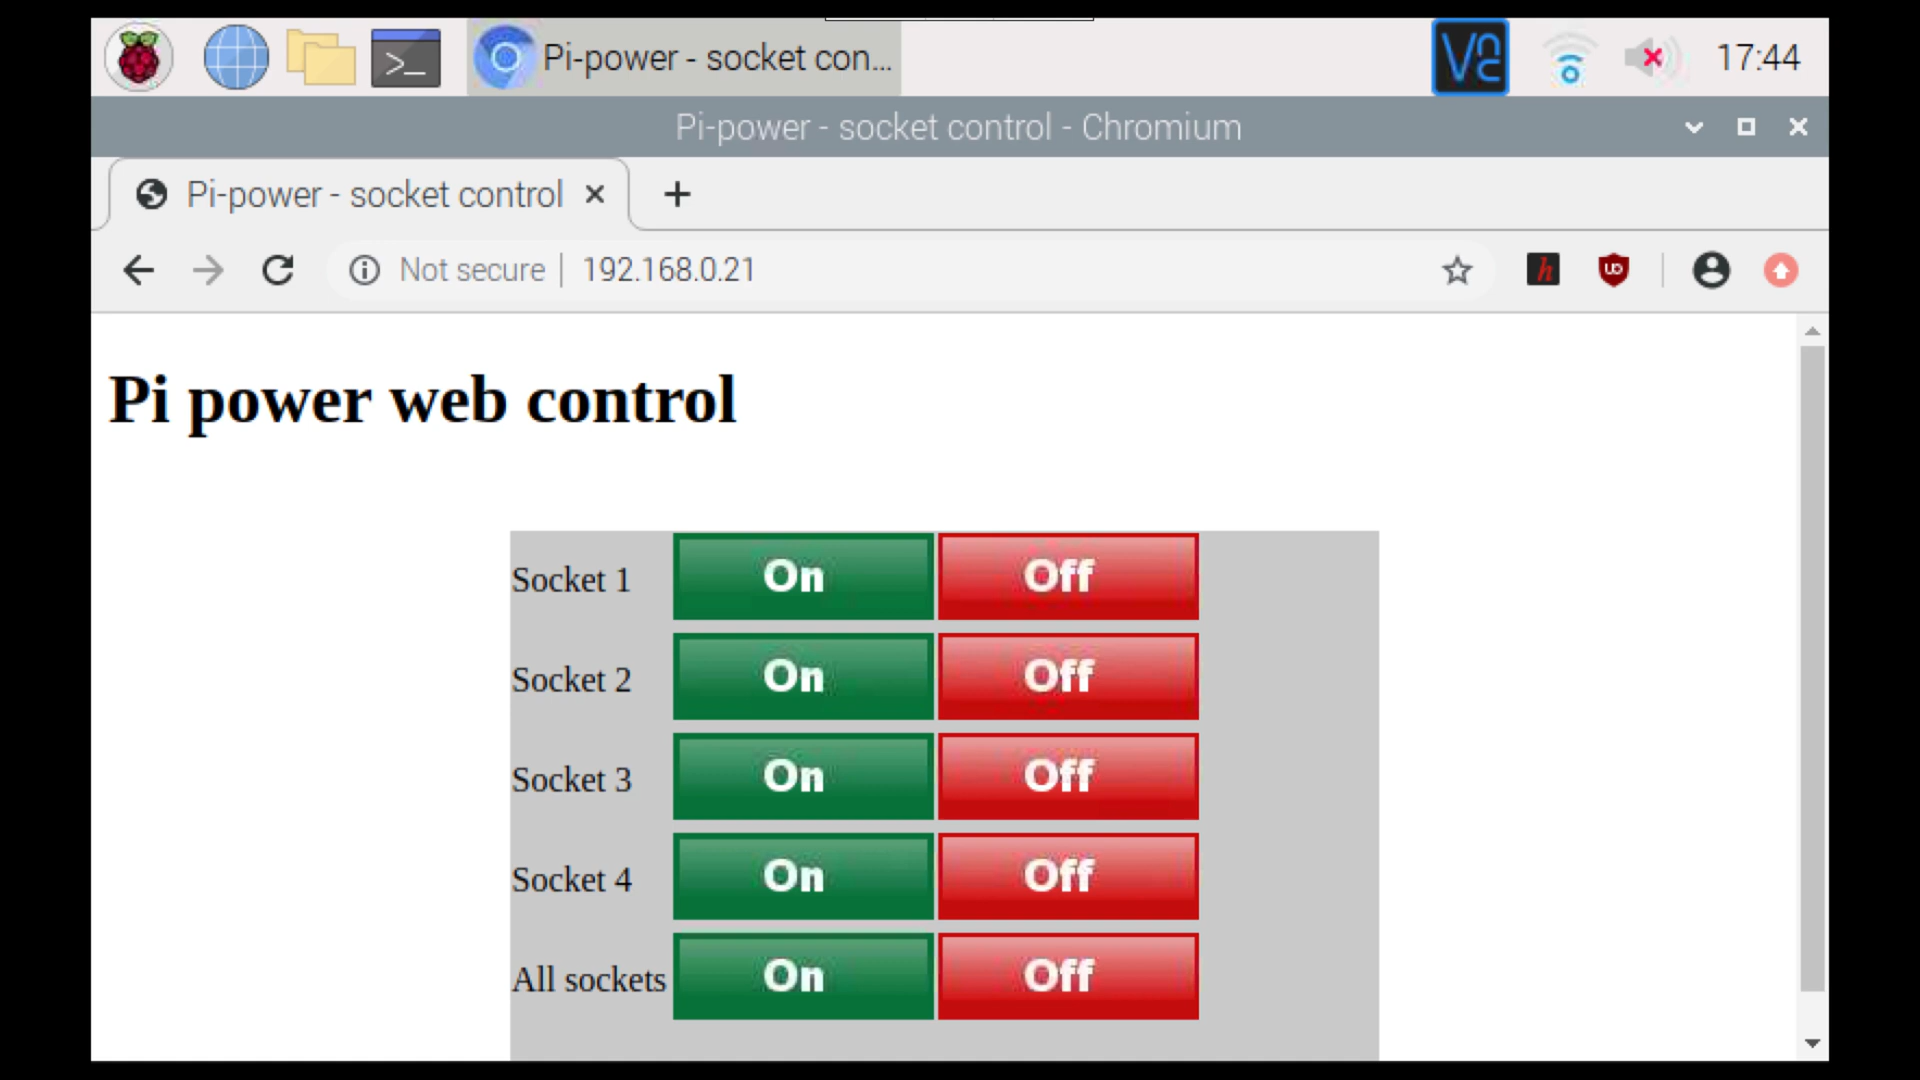 Pi-power - socket con...
17:44
Pi-power - socket control - Chromium
Pi-power - socket control
Not secure | 192.168.0.21
Pi power web control
Socket 1 On Off
Socket 2 On Off
Socket 3 On Off
Socket 4 On Off
All sockets On Off